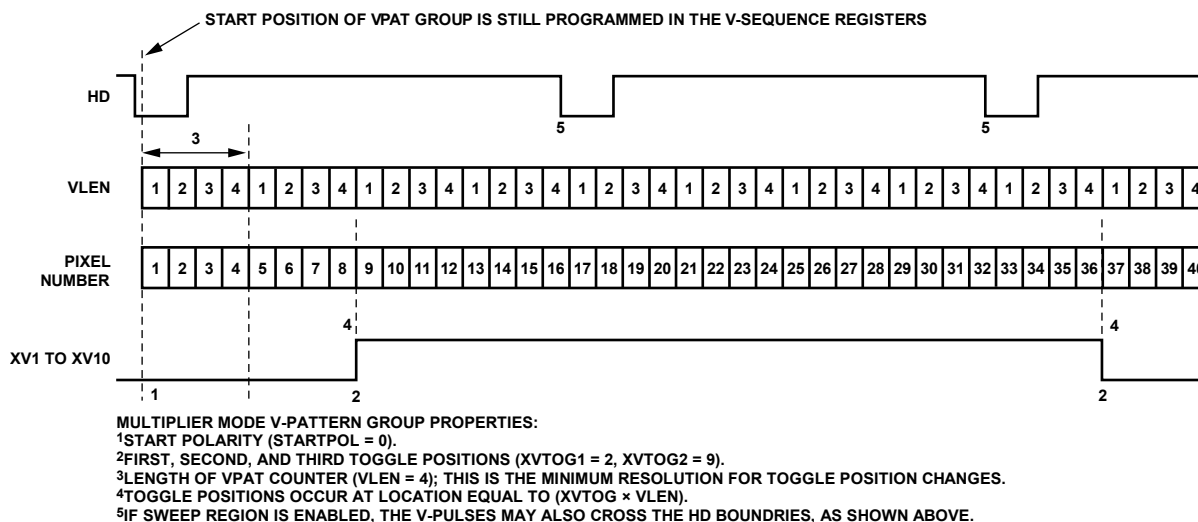 START POSITION OF VPAT GROUP IS STILL PROGRAMMED IN THE V-SEQUENCE REGISTERS
HD
5 5
3
VLEN 1 2 3 4 1 2 3 4 1 2 3 4 1 2 3 4 1 2 3 4 1 2 3 4 1 2 3 4 1 2 3 4 1 2 3 4 1 2 3 4
PIXEL
NUMBER
1 2 3 4 5 6 7 8 9 10 11 12 13 14 15 16 17 18 19 20 21 22 23 24 25 26 27 28 29 30 31 32 33 34 35 36 37 38 39 40
4 4
XV1 TO XV10
1 2 2
MULTIPLIER MODE V-PATTERN GROUP PROPERTIES:
1START POLARITY (STARTPOL = 0).
2FIRST, SECOND, AND THIRD TOGGLE POSITIONS (XVTOG1 = 2, XVTOG2 = 9).
3LENGTH OF VPAT COUNTER (VLEN = 4); THIS IS THE MINIMUM RESOLUTION FOR TOGGLE POSITION CHANGES.
4TOGGLE POSITIONS OCCUR AT LOCATION EQUAL TO (XVTOG × VLEN).
5IF SWEEP REGION IS ENABLED, THE V-PULSES MAY ALSO CROSS THE HD BOUNDRIES, AS SHOWN ABOVE.